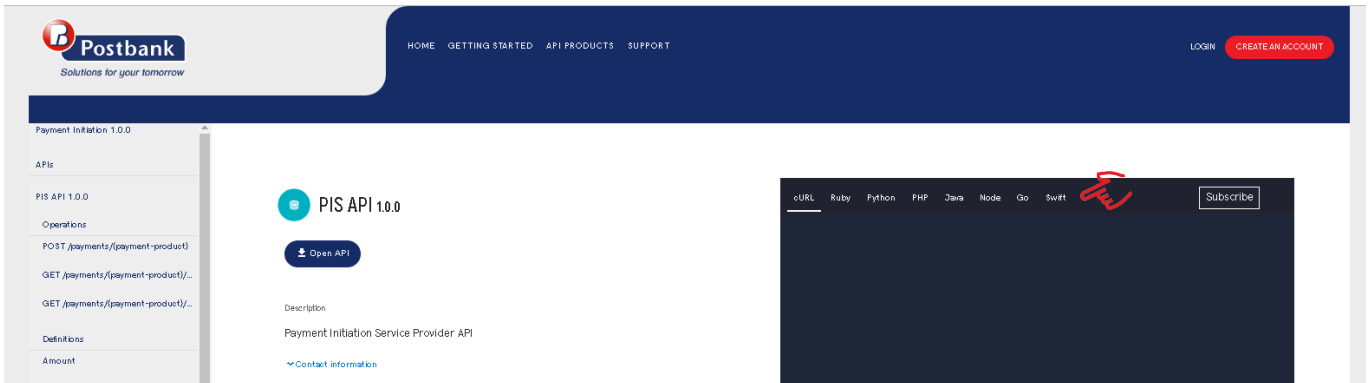 Postbank
Solutions for your tomorrow
HOME GETTING STARTED API PRODUCTS SUPPORT
LOGIN CREATE AN ACCOUNT
Payment Initiation 1.0.0
APIs
PIS API 1.0.0
Operations
POST /payments/{payment-product}
GET /payments/{payment-product}/...
GET /payments/{payment-product}/...
Definitions
Amount
PIS API 1.0.0
Open API
Description
Payment Initiation Service Provider API
Contact information
cURL Ruby Python PHP Java Node Go Swift
Subscribe